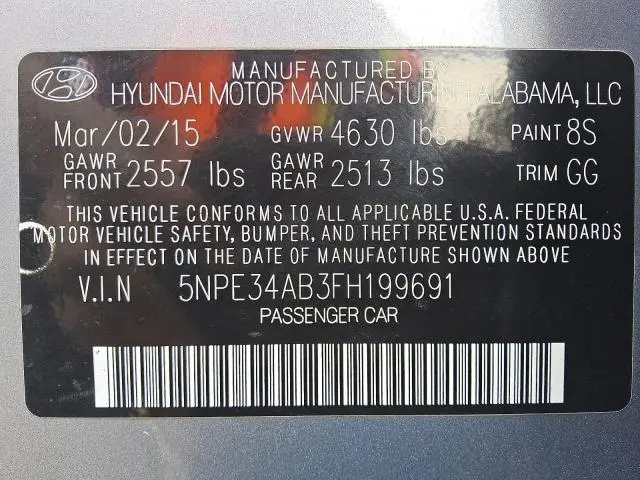 MANUFACTURED BY
HYUNDAI MOTOR MANUFACTURING ALABAMA, LLC
Mar/02/15 GVWR 4630 lbs PAINT 8S
GAWR FRONT 2557 lbs GAWR REAR 2513 lbs TRIM GG
THIS VEHICLE CONFORMS TO ALL APPLICABLE U.S.A. FEDERAL
MOTOR VEHICLE SAFETY, BUMPER, AND THEFT PREVENTION STANDARDS
IN EFFECT ON THE DATE OF MANUFACTURE SHOWN ABOVE
V.I.N 5NPE34AB3FH199691
PASSENGER CAR